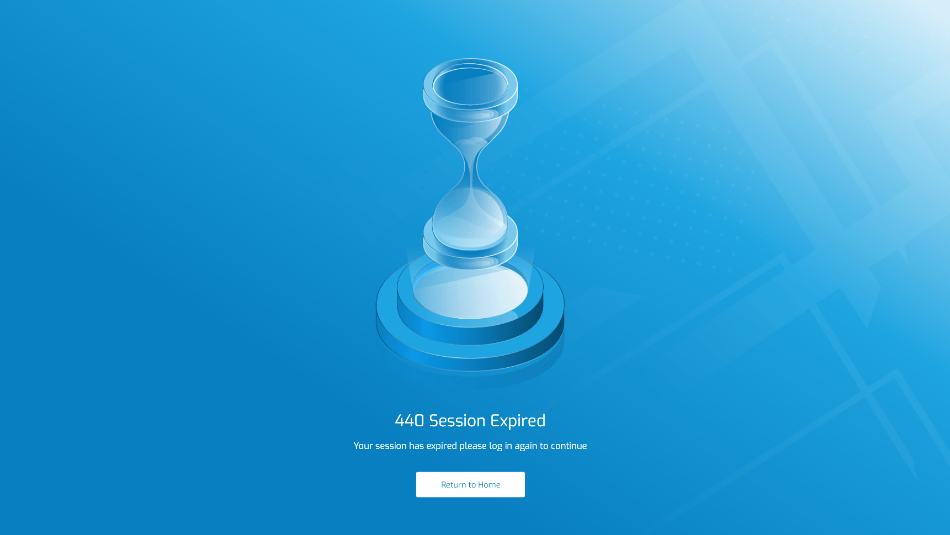 440 Session Expired
Your session has expired please log in again to continue
Return to Home